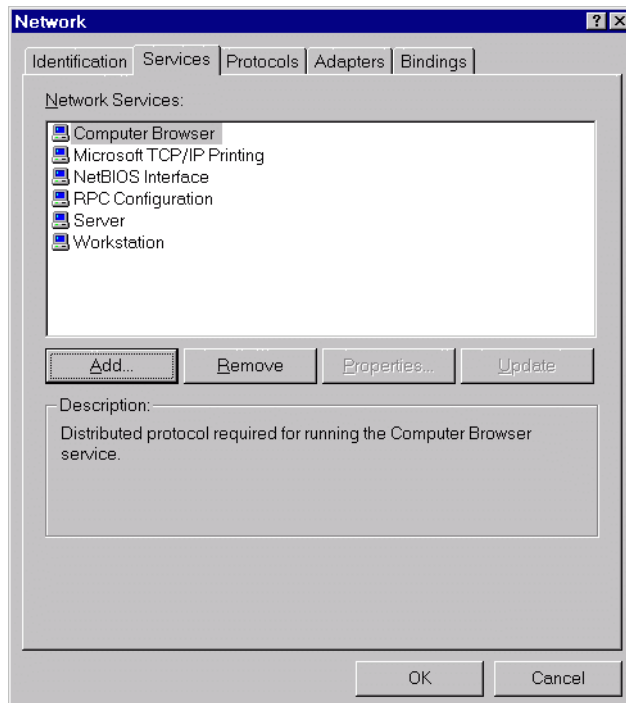 Network
Identification Services Protocols Adapters Bindings
Network Services:
Computer Browser
Microsoft TCP/IP Printing
NetBIOS Interface
RPC Configuration
Server
Workstation
Add... Remove Properties... Update
Description:
Distributed protocol required for running the Computer Browser
service.
OK Cancel